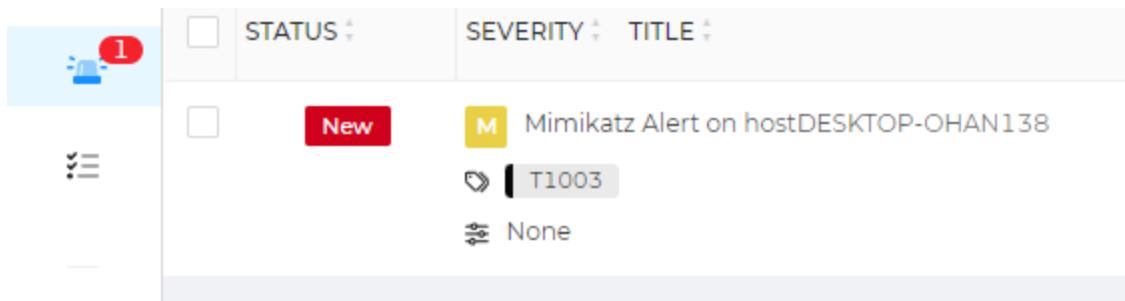 1
STATUS SEVERITY TITLE
New M Mimikatz Alert on hostDESKTOP-OHAN138
T1003
None